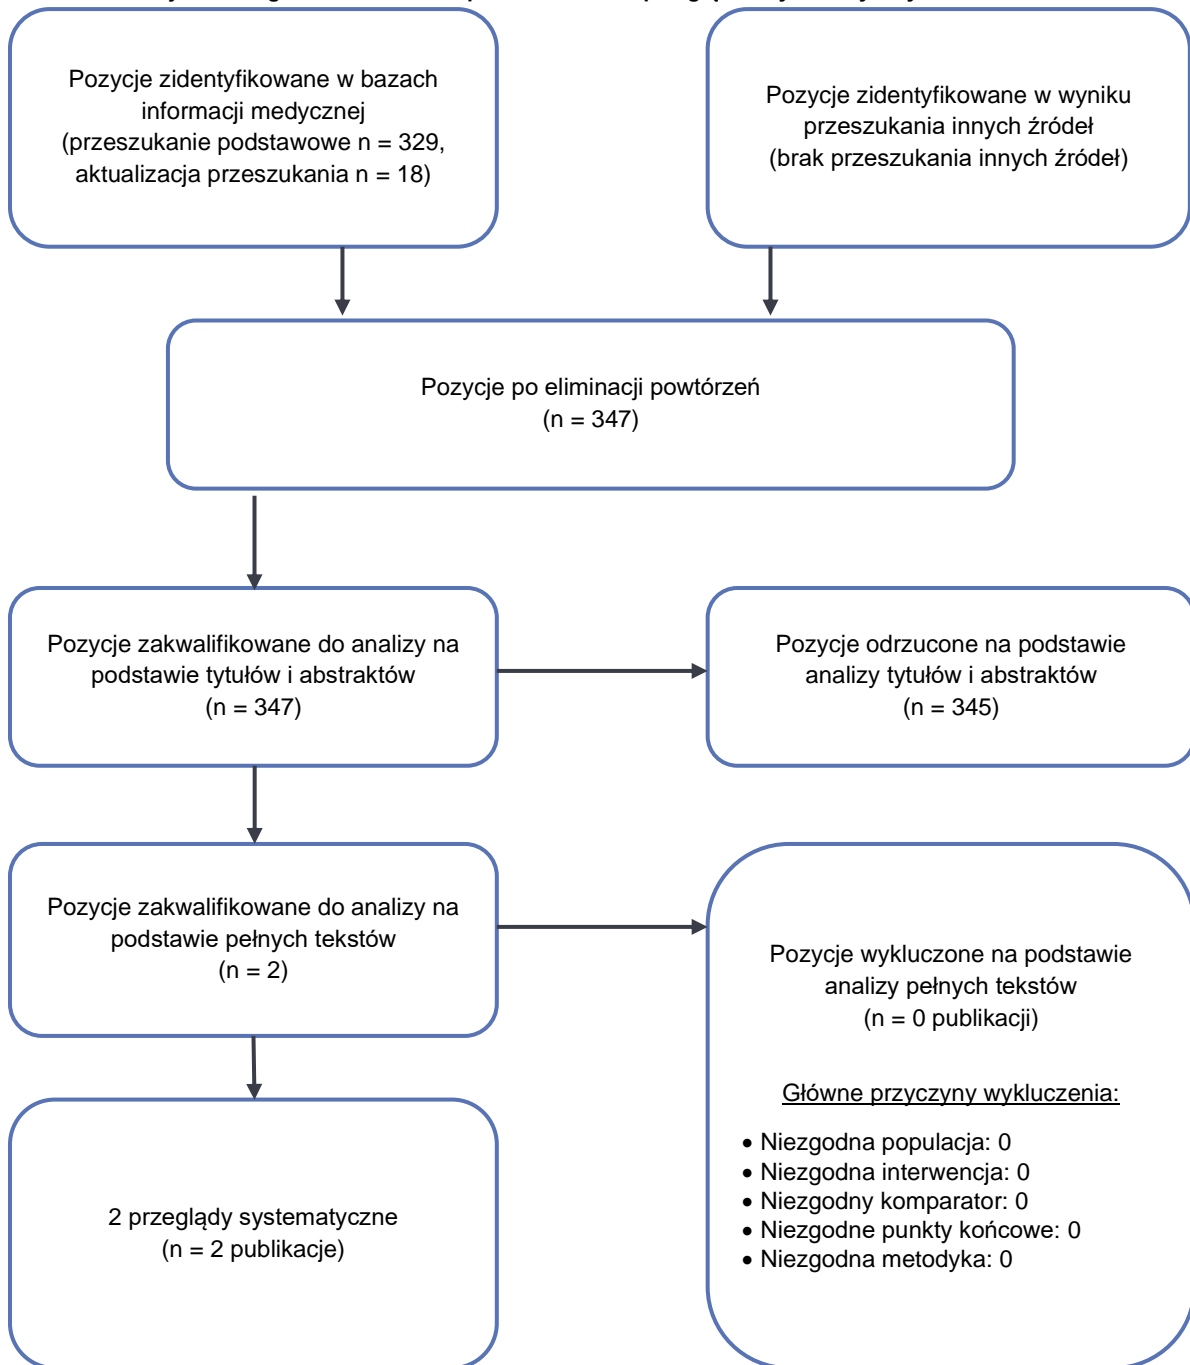 Pozycje zidentyfikowane w bazach
informacji medycznej
(przeszukanie podstawowe n = 329,
aktualizacja przeszukania n = 18)
Pozycje zidentyfikowane w wyniku
przeszukania innych źródeł
(brak przeszukania innych źródeł)
Pozycje po eliminacji powtórzeń
(n = 347)
Pozycje zakwalifikowane do analizy na
podstawie tytułów i abstraktów
(n = 347)
Pozycje odrzucone na podstawie
analizy tytułów i abstraktów
(n = 345)
Pozycje zakwalifikowane do analizy na
podstawie pełnych tekstów
(n = 2)
Pozycje wykluczone na podstawie
analizy pełnych tekstów
(n = 0 publikacji)
Główne przyczyny wykluczenia:
• Niezgodna populacja: 0
• Niezgodna interwencja: 0
• Niezgodny komparator: 0
• Niezgodne punkty końcowe: 0
• Niezgodna metodyka: 0
2 przeglądy systematyczne
(n = 2 publikacje)